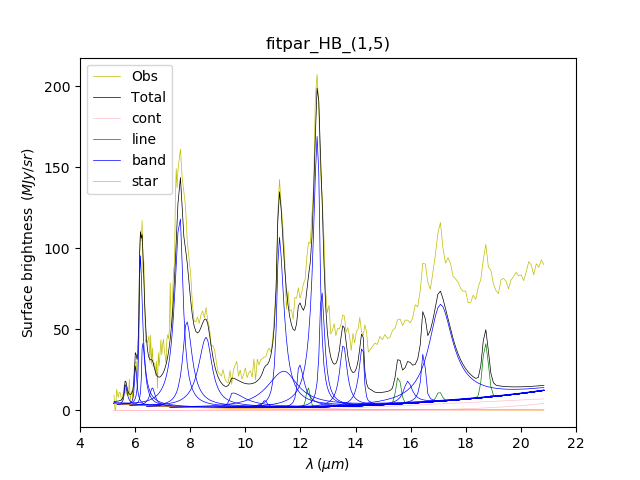 fitpar_HB_(1,5)
Obs
Total
cont
line
band
star
Surface brightness (MJy/sr)
200
150
100
50
0
4 6 8 10 12 14 16 18 20 22
λ (μm)